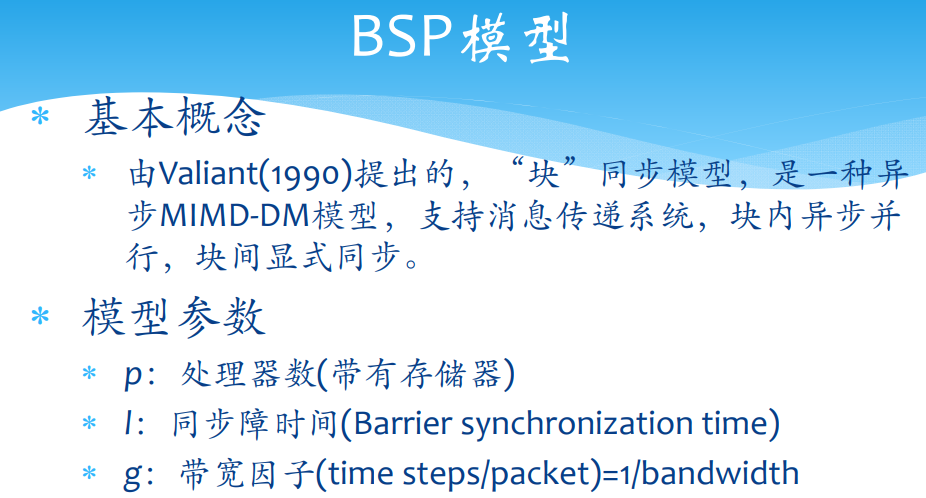 BSP模型
* 基本概念
* 由Valiant(1990)提出的，“块”同步模型，是一种异
步MIMD-DM模型，支持消息传递系统，块内异步并
行，块间显式同步。
* 模型参数
* p：处理器数(带有存储器)
* l：同步障时间(Barrier synchronization time)
* g：带宽因子(time steps/packet)=1/bandwidth